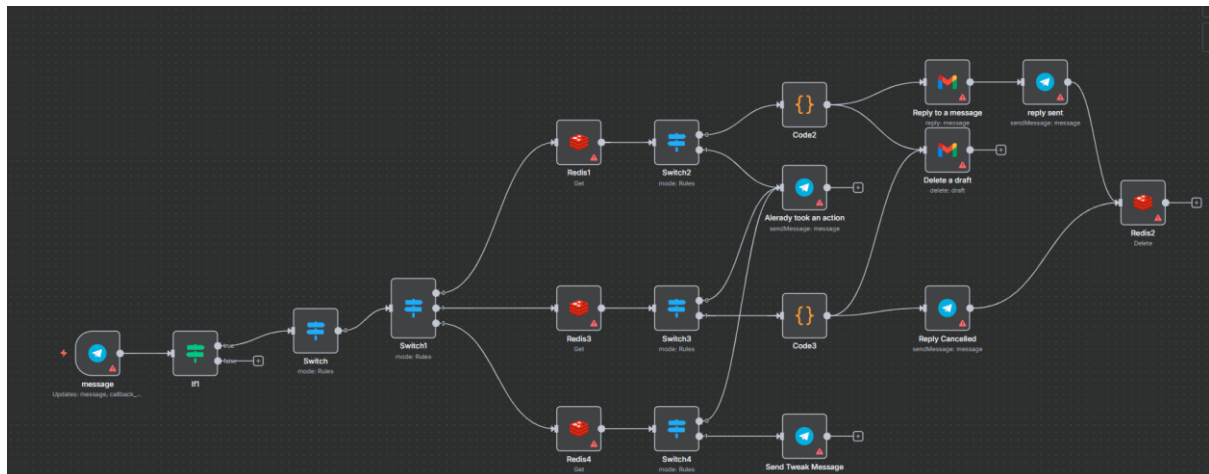 Reply to a message
reply: message
reply sent
sendMessage: message
Code2
Redis1
Get
Switch2
mode: Rules
Delete a draft
delete: draft
Alerady took an action
sendMessage: message
Redis2
Delete
message
Updates: message, callback_...
If1
true
false
Switch
mode: Rules
Switch1
mode: Rules
Redis3
Get
Switch3
mode: Rules
Code3
Reply Cancelled
sendMessage: message
Redis4
Get
Switch4
mode: Rules
Send Tweak Message